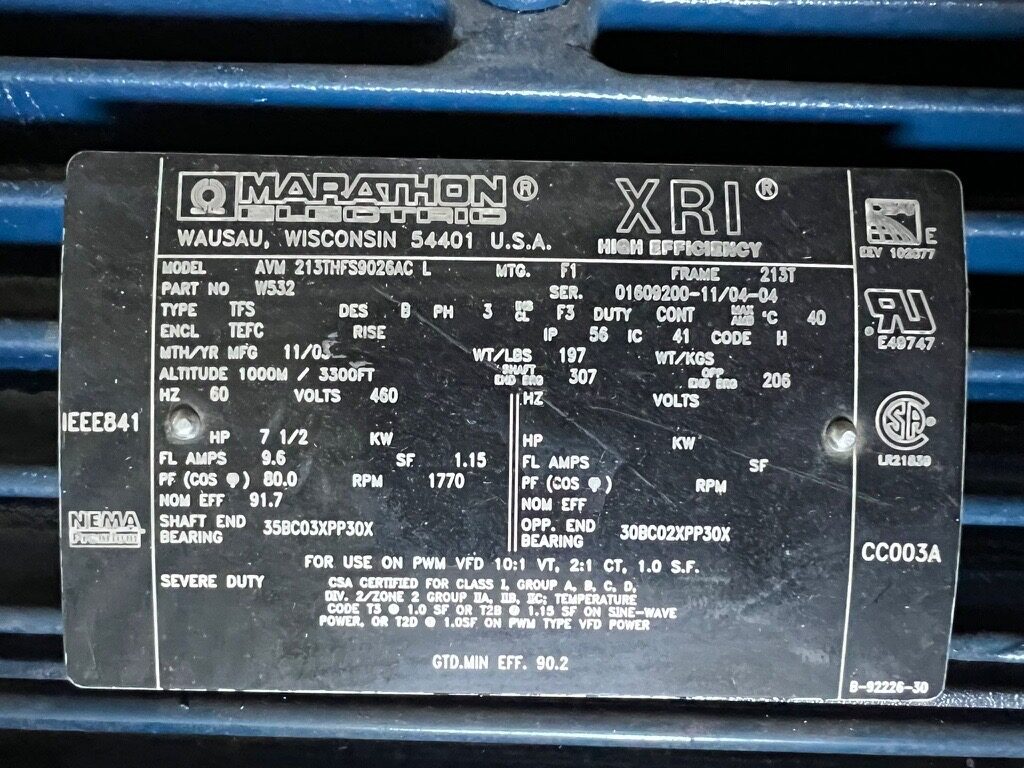 MARATHON®
ELECTRIC
WAUSAU, WISCONSIN 54401 U.S.A.
XRI®
HIGH EFFICIENCY
E
DIV 102377
MODEL AVM 213THFS9026AC L MTG. F1 FRAME 213T
PART NO W532 SER. 01609200-11/04-04
TYPE TFS DES B PH 3 INS CL F3 DUTY CONT MAX AMB °C 40
ENCL TEFC RISE IP 56 IC 41 CODE H
MTH/YR MFG 11/03 WT/LBS 197 WT/KGS
ALTITUDE 1000M / 3300FT SHAFT END BRG 307 OPP END BRG 206
HZ 60 VOLTS 460 HZ VOLTS
HP 7 1/2 KW HP KW
FL AMPS 9.6 SF 1.15 FL AMPS SF
PF (COS φ) 80.0 RPM 1770 PF (COS φ) RPM
NOM EFF 91.7 NOM EFF
SHAFT END BEARING 35BC03XPP30X OPP. END BEARING 30BC02XPP30X
FOR USE ON PWM VFD 10:1 VT, 2:1 CT, 1.0 S.F.
SEVERE DUTY
CSA CERTIFIED FOR CLASS I, GROUP A, B, C, D,
DIV. 2/ZONE 2 GROUP IIA, IIB, IIC; TEMPERATURE
CODE T3 @ 1.0 SF OR T2B @ 1.15 SF ON SINE-WAVE
POWER, OR T2D @ 1.0SF ON PWM TYPE VFD POWER
GTD.MIN EFF. 90.2
IEEE841
NEMA
Premium
RU
®E49747
CSA
LR21839
CC003A
B-92226-30